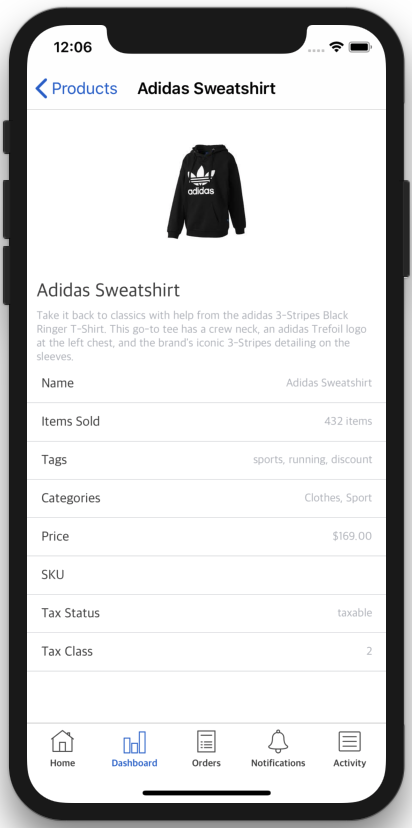 12:06
Products Adidas Sweatshirt
adidas
Adidas Sweatshirt
Take it back to classics with help from the adidas 3-Stripes Black
Ringer T-Shirt. This go-to tee has a crew neck, an adidas Trefoil logo
at the left chest, and the brand's iconic 3-Stripes detailing on the
sleeves.
Name Adidas Sweatshirt
Items Sold 432 items
Tags sports, running, discount
Categories Clothes, Sport
Price $169.00
SKU
Tax Status taxable
Tax Class 2
Home Dashboard Orders Notifications Activity